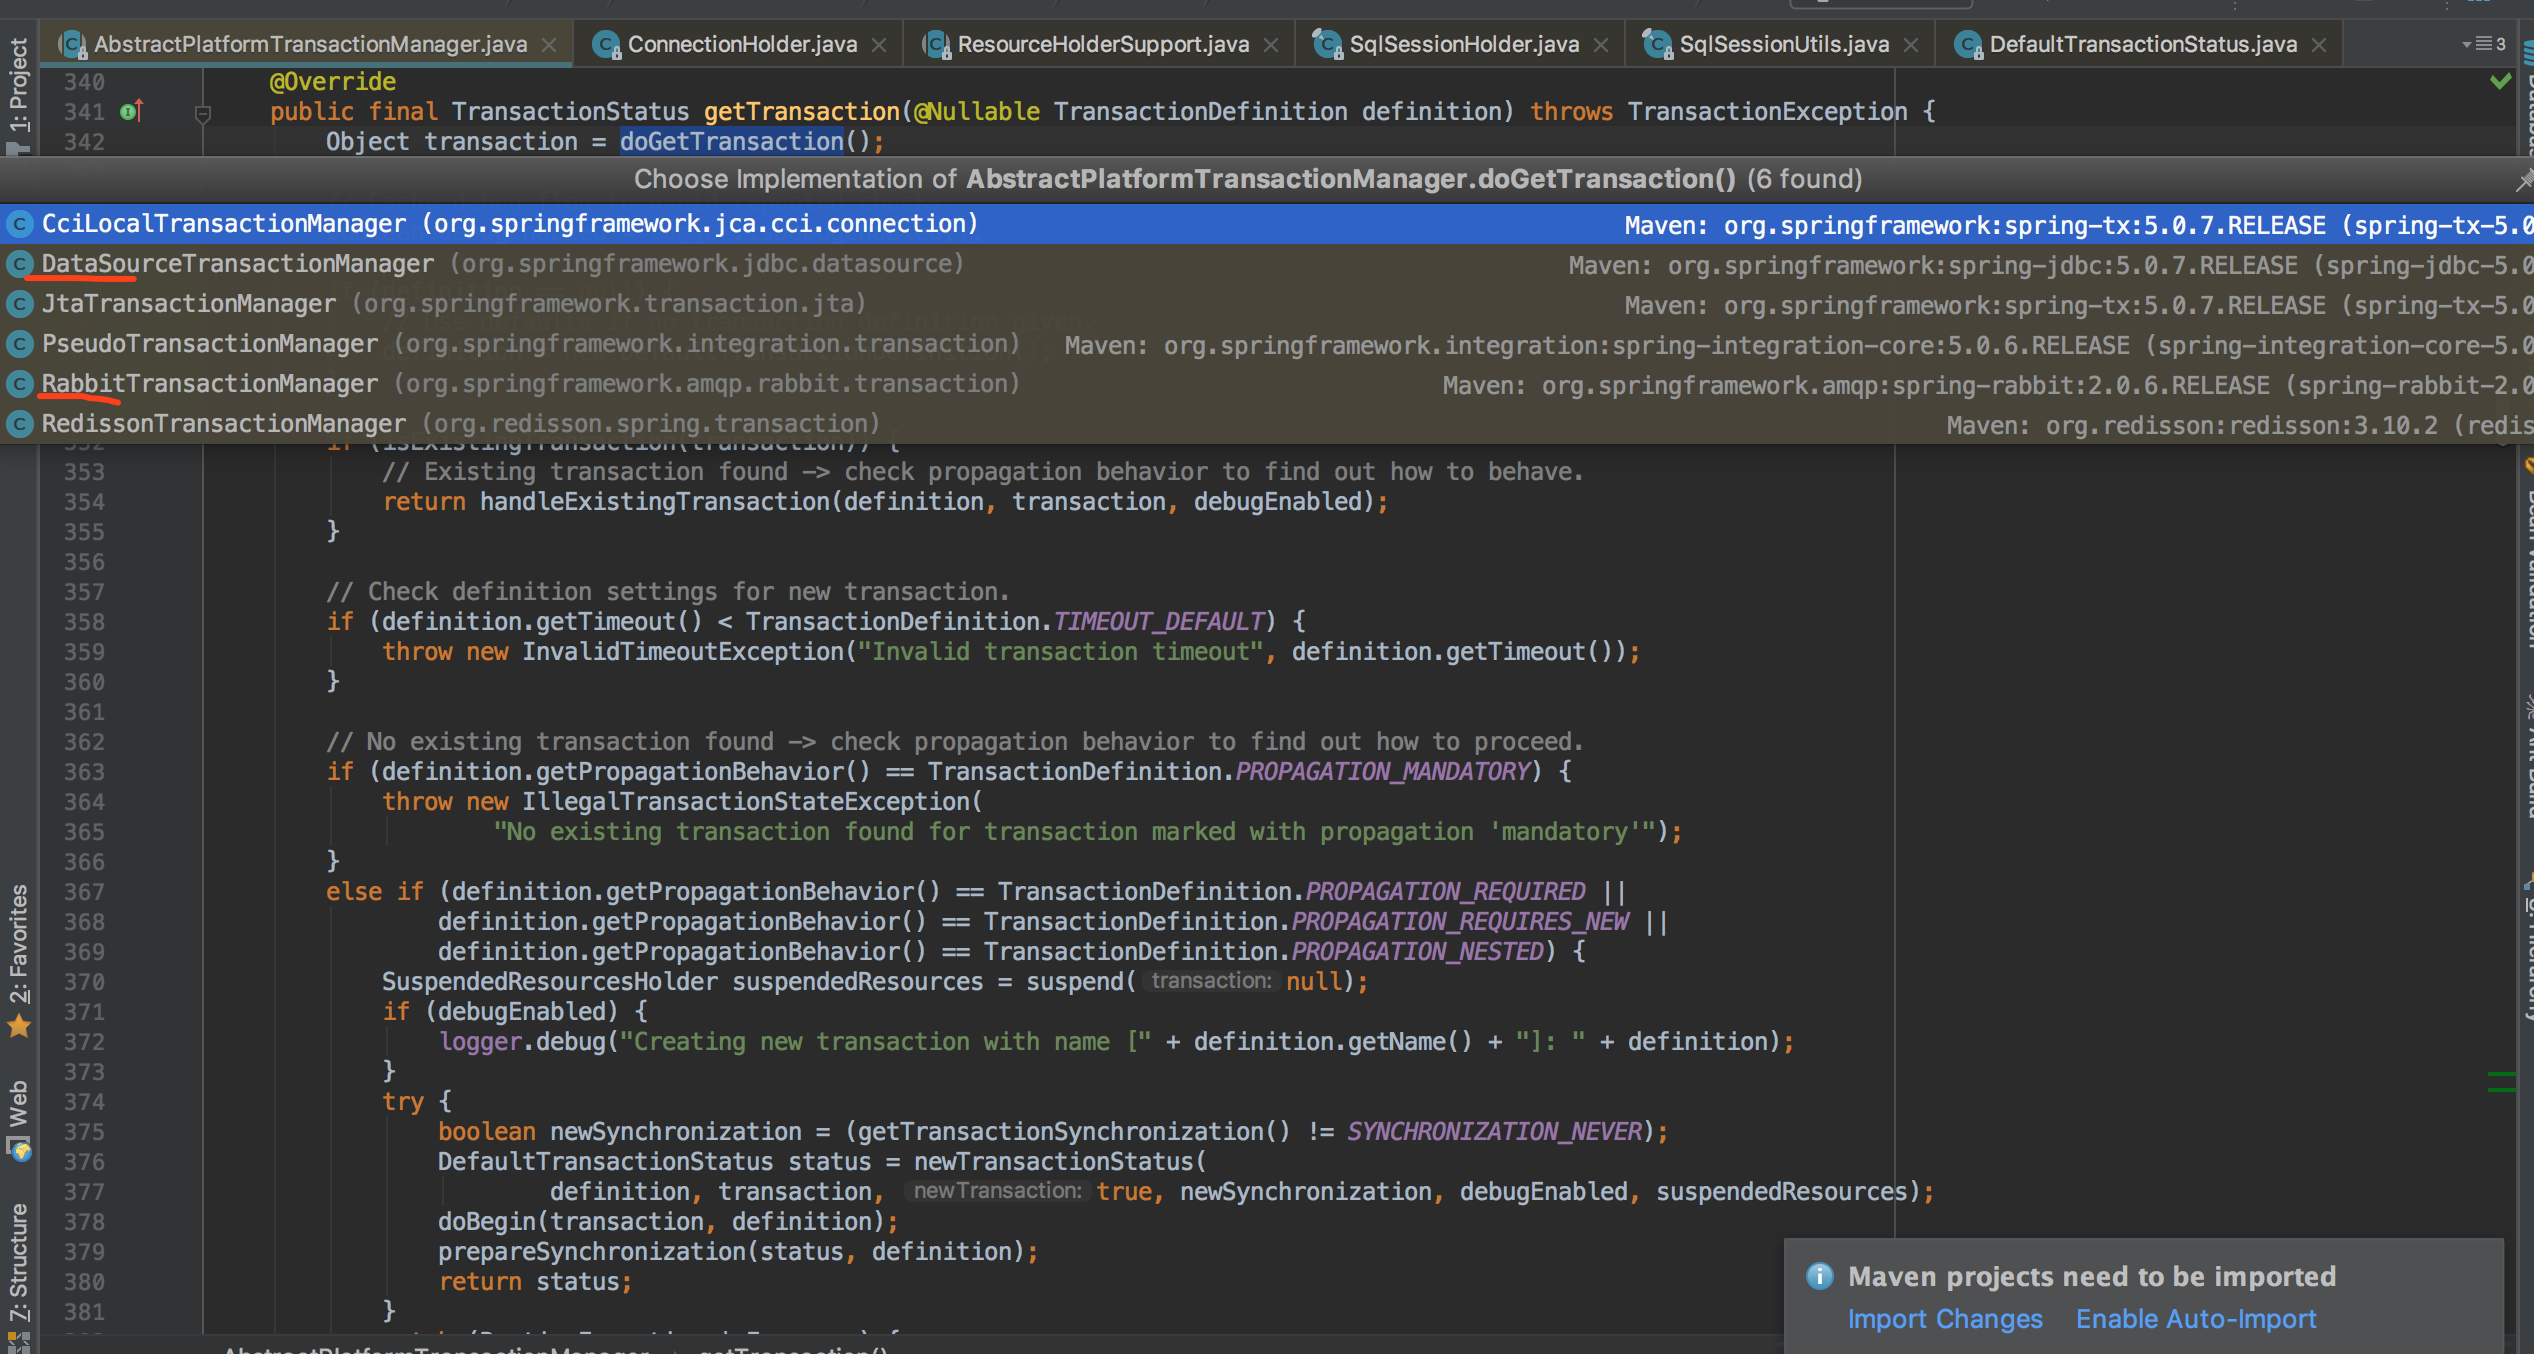 AbstractPlatformTransactionManager.java ConnectionHolder.java ResourceHolderSupport.java SqlSessionHolder.java SqlSessionUtils.java DefaultTransactionStatus.java 3
1: Project
340 @Override
341 public final TransactionStatus getTransaction(@Nullable TransactionDefinition definition) throws TransactionException {
342 Object transaction = doGetTransaction();
Choose Implementation of AbstractPlatformTransactionManager.doGetTransaction() (6 found)
CciLocalTransactionManager (org.springframework.jca.cci.connection) Maven: org.springframework:spring-tx:5.0.7.RELEASE (spring-tx-5.0
DataSourceTransactionManager (org.springframework.jdbc.datasource) Maven: org.springframework:spring-jdbc:5.0.7.RELEASE (spring-jdbc-5.0
JtaTransactionManager (org.springframework.transaction.jta) Maven: org.springframework:spring-tx:5.0.7.RELEASE (spring-tx-5.0
PseudoTransactionManager (org.springframework.integration.transaction) Maven: org.springframework.integration:spring-integration-core:5.0.6.RELEASE (spring-integration-core-5.0
RabbitTransactionManager (org.springframework.amqp.rabbit.transaction) Maven: org.springframework.amqp:spring-rabbit:2.0.6.RELEASE (spring-rabbit-2.0
RedissonTransactionManager (org.redisson.spring.transaction) Maven: org.redisson:redisson:3.10.2 (redis
352 if (isExistingTransaction(transaction)) {
353 // Existing transaction found -> check propagation behavior to find out how to behave.
354 return handleExistingTransaction(definition, transaction, debugEnabled);
355 }
356
357 // Check definition settings for new transaction.
358 if (definition.getTimeout() < TransactionDefinition.TIMEOUT_DEFAULT) {
359 throw new InvalidTimeoutException("Invalid transaction timeout", definition.getTimeout());
360 }
361
362 // No existing transaction found -> check propagation behavior to find out how to proceed.
363 if (definition.getPropagationBehavior() == TransactionDefinition.PROPAGATION_MANDATORY) {
364 throw new IllegalTransactionStateException(
365 "No existing transaction found for transaction marked with propagation 'mandatory'");
366 }
367 else if (definition.getPropagationBehavior() == TransactionDefinition.PROPAGATION_REQUIRED ||
368 definition.getPropagationBehavior() == TransactionDefinition.PROPAGATION_REQUIRES_NEW ||
369 definition.getPropagationBehavior() == TransactionDefinition.PROPAGATION_NESTED) {
370 SuspendedResourcesHolder suspendedResources = suspend( transaction: null);
371 if (debugEnabled) {
372 logger.debug("Creating new transaction with name [" + definition.getName() + "]: " + definition);
373 }
374 try {
375 boolean newSynchronization = (getTransactionSynchronization() != SYNCHRONIZATION_NEVER);
376 DefaultTransactionStatus status = newTransactionStatus(
377 definition, transaction, newTransaction: true, newSynchronization, debugEnabled, suspendedResources);
378 doBegin(transaction, definition);
379 prepareSynchronization(status, definition);
380 return status;
381 }
2: Favorites
Web
7: Structure
Maven projects need to be imported
Import Changes Enable Auto-Import
AbstractPlatformTransactionManager getTransaction()